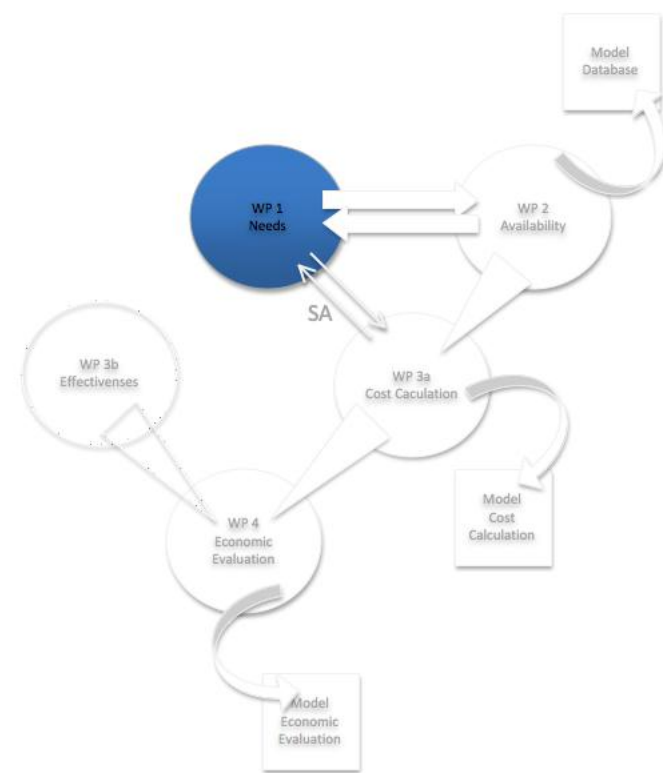 Model
Database
WP 1
Needs
WP 2
Availability
SA
WP 3b
Effectivenses
WP 3a
Cost Caculation
Model
Cost
Calculation
WP 4
Economic
Evaluation
Model
Economic
Evaluation